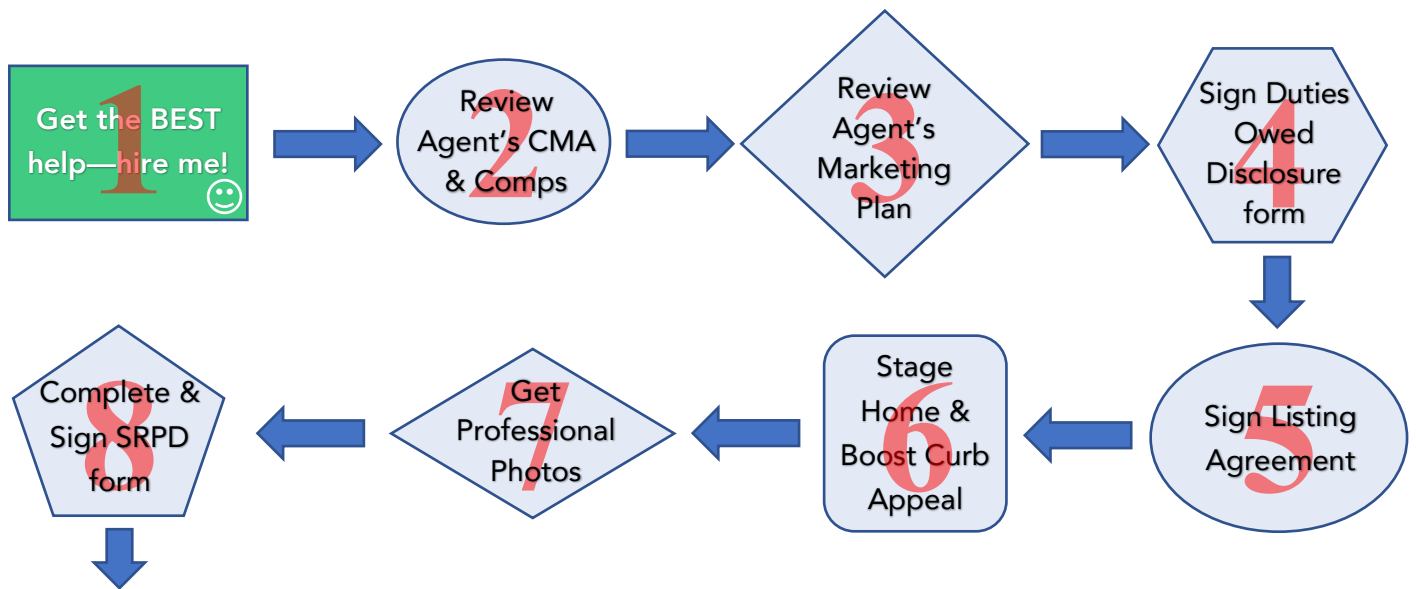 1
Get the BEST
help—hire me!
2
Review
Agent's CMA
& Comps
3
Review
Agent's
Marketing
Plan
4
Sign Duties
Owed
Disclosure
form
5
Sign Listing
Agreement
6
Stage
Home &
Boost Curb
Appeal
7
Get
Professional
Photos
8
Complete &
Sign SRPD
form